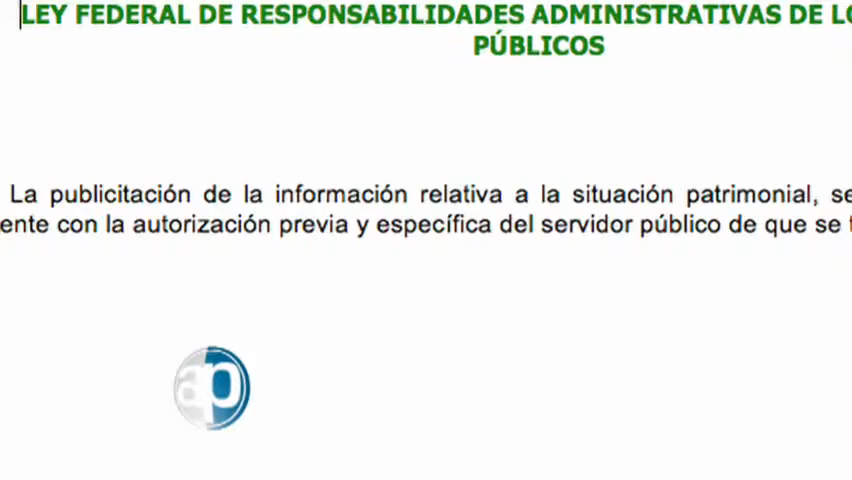 LEY FEDERAL DE RESPONSABILIDADES ADMINISTRATIVAS DE LO
PÚBLICOS
La publicitación de la información relativa a la situación patrimonial, se
ente con la autorización previa y específica del servidor público de que se t
ap